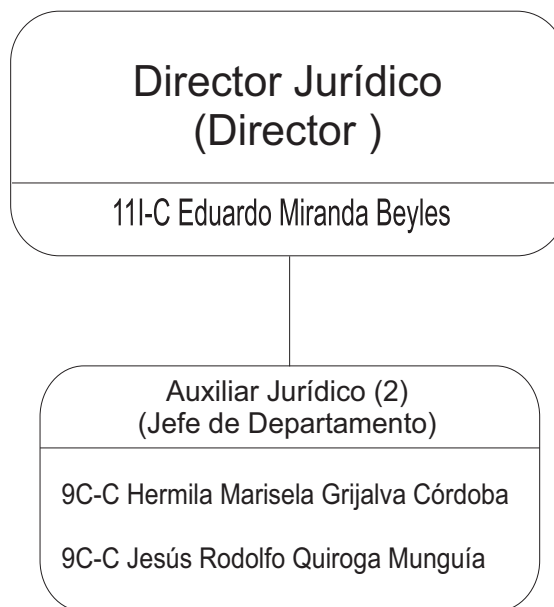 Director Jurídico
(Director )
11I-C Eduardo Miranda Beyles
Auxiliar Jurídico (2)
(Jefe de Departamento)
9C-C Hermila Marisela Grijalva Córdoba
9C-C Jesús Rodolfo Quiroga Munguía